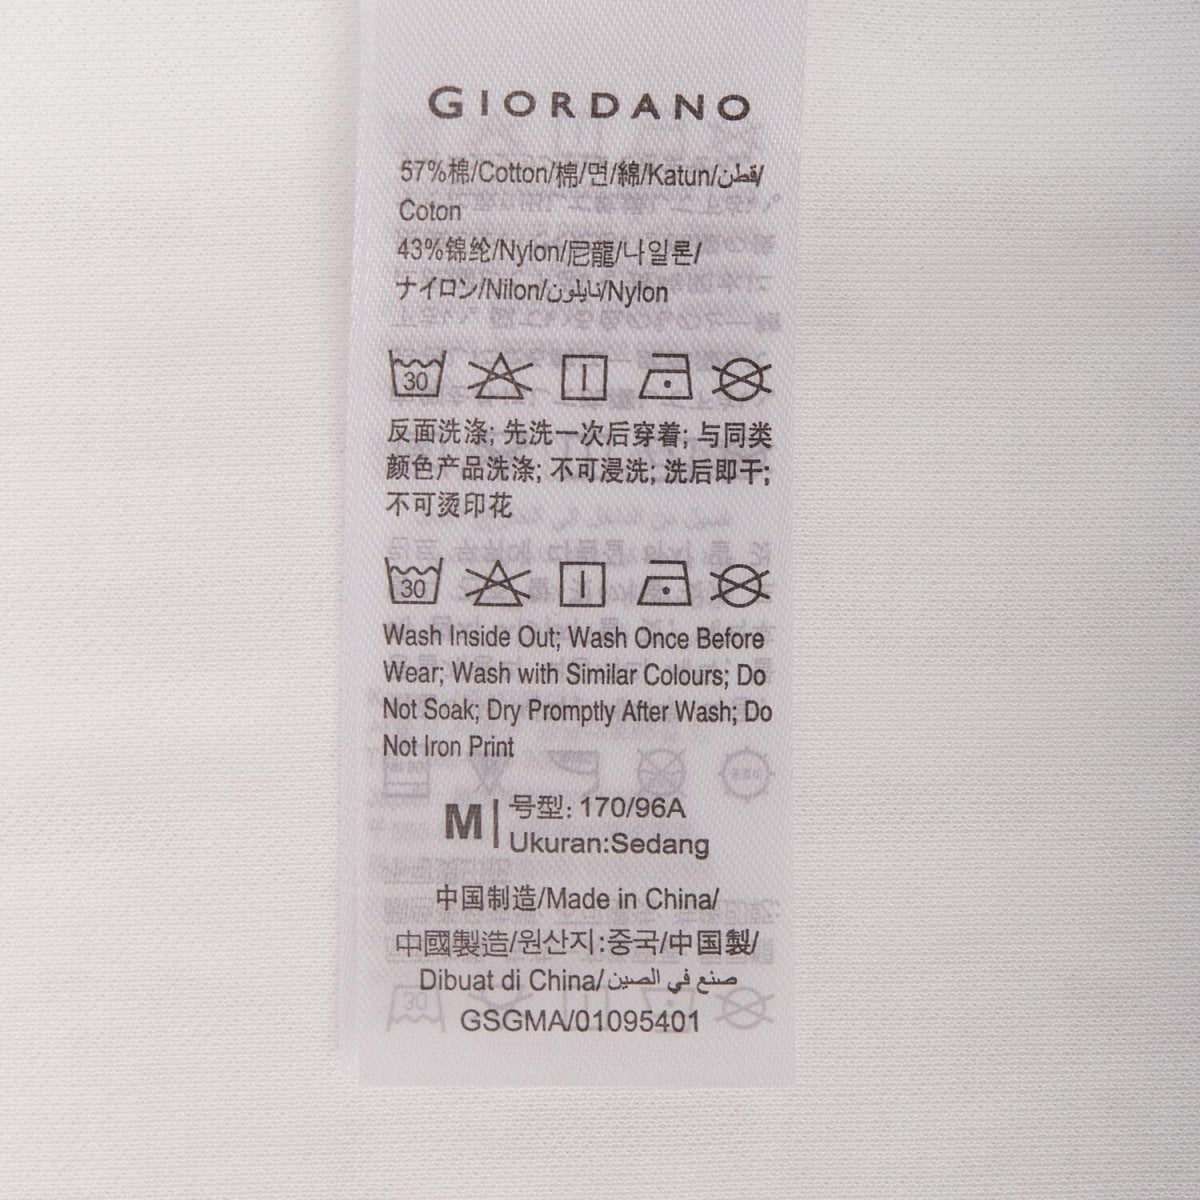 GIORDANO
57%棉/Cotton/棉/면/綿/Katun/قطن/
Coton
43%锦纶/Nylon/尼龍/나일론/
ナイロン/Nilon/نايلون/Nylon
30
反面洗涤; 先洗一次后穿着; 与同类
颜色产品洗涤; 不可浸洗; 洗后即干;
不可烫印花
30
Wash Inside Out; Wash Once Before
Wear; Wash with Similar Colours; Do
Not Soak; Dry Promptly After Wash; Do
Not Iron Print
M
号型: 170/96A
Ukuran:Sedang
中国制造/Made in China/
中國製造/원산지:중국/中国製/
Dibuat di China/صنع في الصين
GSGMA/01095401